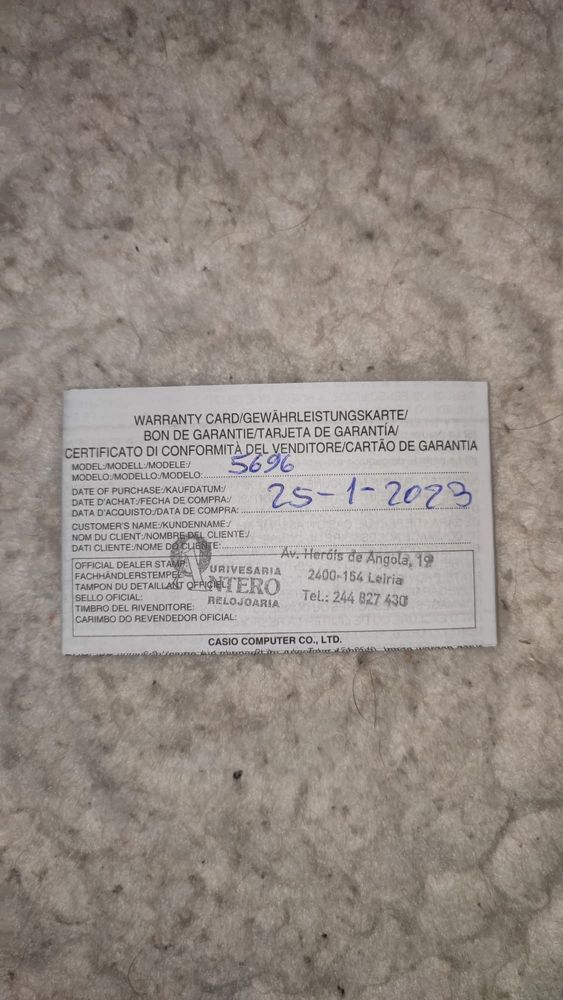 WARRANTY CARD/GEWÄHRLEISTUNGSKARTE/
BON DE GARANTIE/TARJETA DE GARANTÍA/
CERTIFICATO DI CONFORMITÀ DEL VENDITORE/CARTÃO DE GARANTIA
MODEL:/MODELL:/MODELE:/
MODELO:/MODELLO:/MODELO: 5696
DATE OF PURCHASE:/KAUFDATUM:/
DATE D'ACHAT:/FECHA DE COMPRA:/
DATA D'ACQUISTO:/DATA DE COMPRA: 25-1-2023
CUSTOMER'S NAME:/KUNDENNAME:/
NOM DU CLIENT:/NOMBRE DEL CLIENTE:/
DATI CLIENTE:/NOME DO CLIENTE:
OFFICIAL DEALER STAMP:
FACHHÄNDLERSTEMPEL:
TAMPON DU DETAILLANT OFFICIEL:
SELLO OFICIAL:
TIMBRO DEL RIVENDITORE:
CARIMBO DO REVENDEDOR OFICIAL:
URIVESARIA
ANTERO
RELOJOARIA
Av. Heróis de Angola, 19
2400-154 Leiria
Tel.: 244 827 430
CASIO COMPUTER CO., LTD.